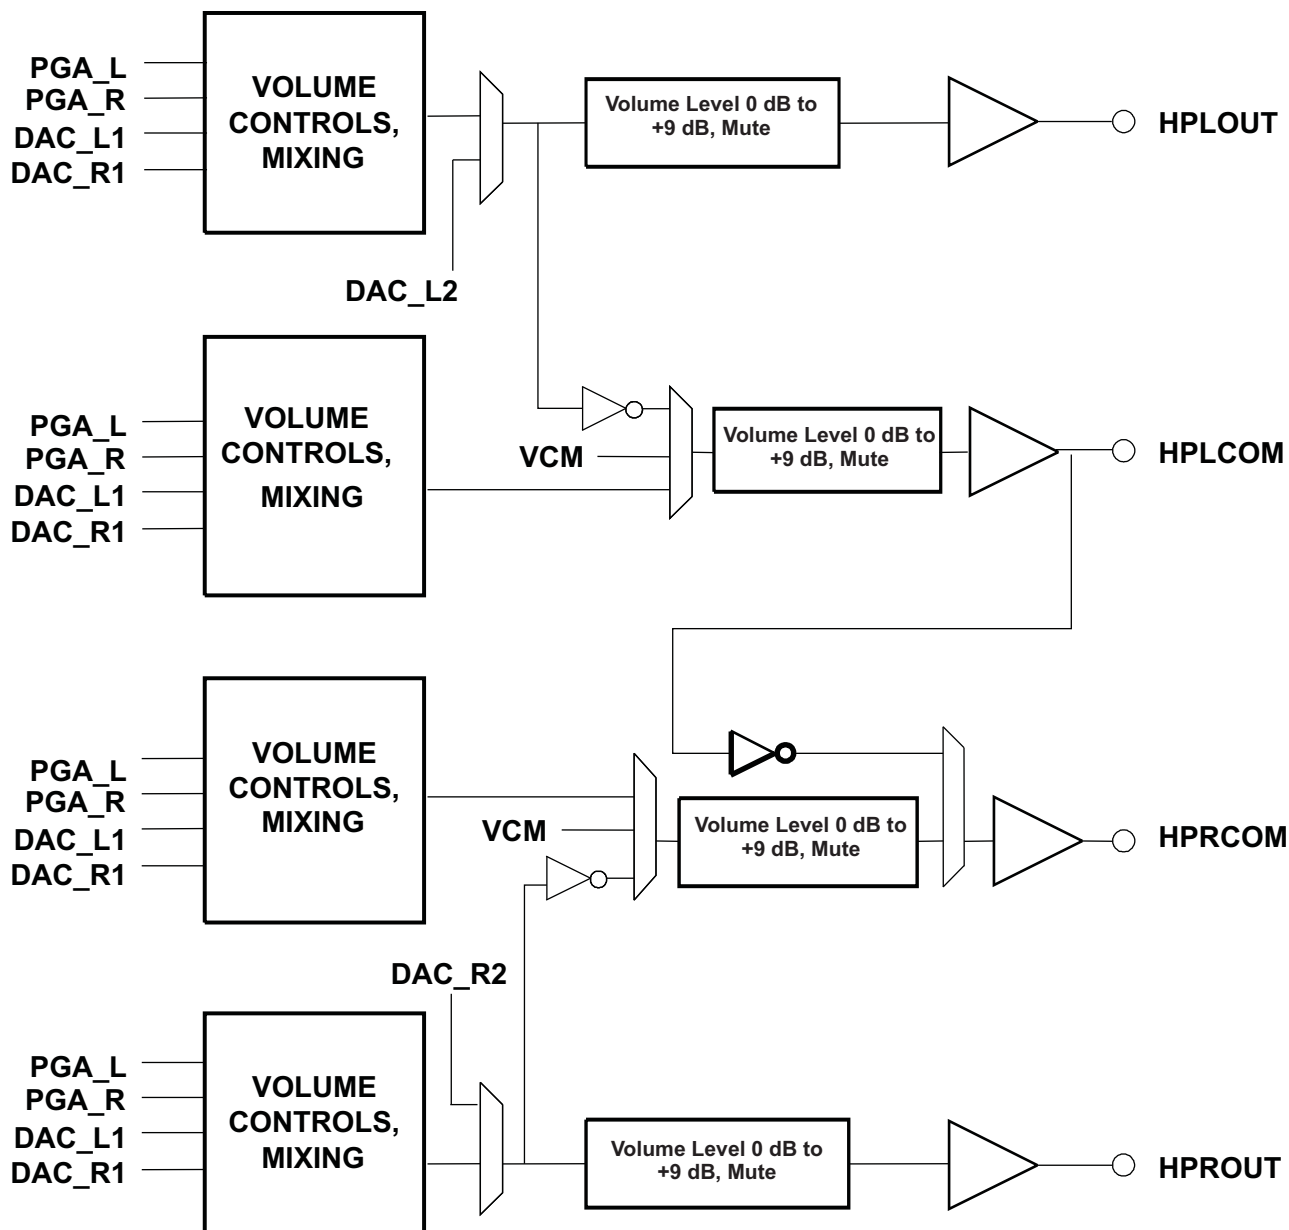 PGA_L
PGA_R
DAC_L1
DAC_R1
VOLUME
CONTROLS,
MIXING
DAC_L2
Volume Level 0 dB to
+9 dB, Mute
HPLOUT
PGA_L
PGA_R
DAC_L1
DAC_R1
VOLUME
CONTROLS,
MIXING
VCM
Volume Level 0 dB to
+9 dB, Mute
HPLCOM
PGA_L
PGA_R
DAC_L1
DAC_R1
VOLUME
CONTROLS,
MIXING
VCM
Volume Level 0 dB to
+9 dB, Mute
HPRCOM
DAC_R2
PGA_L
PGA_R
DAC_L1
DAC_R1
VOLUME
CONTROLS,
MIXING
Volume Level 0 dB to
+9 dB, Mute
HPROUT